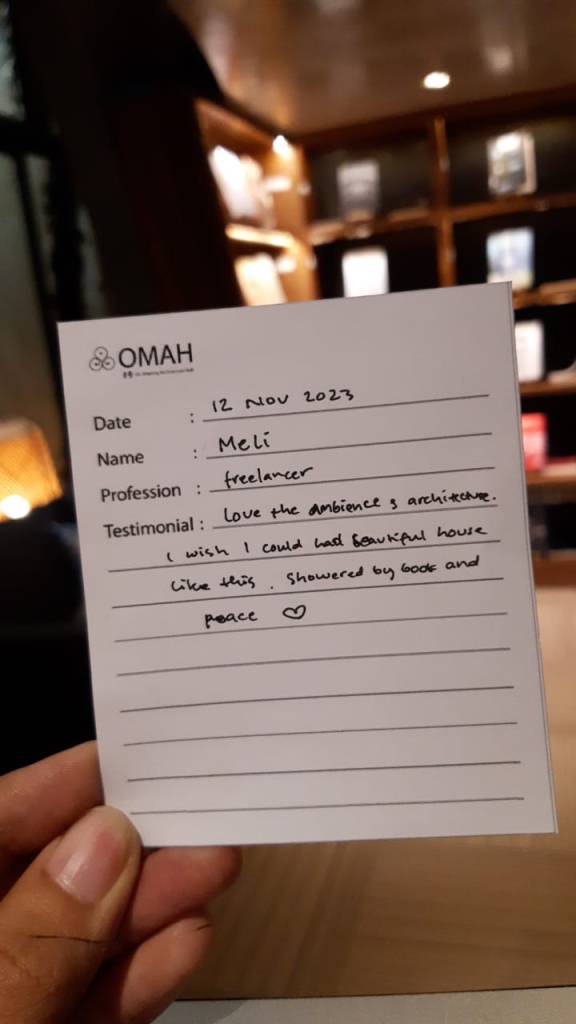 OMAH
Date : 12 Nov 2023
Name : Meli
Profession : freelancer
Testimonial : Love the ambience & architecture.
I wish I could had beautiful house
like this. showered by book and
peace ♡